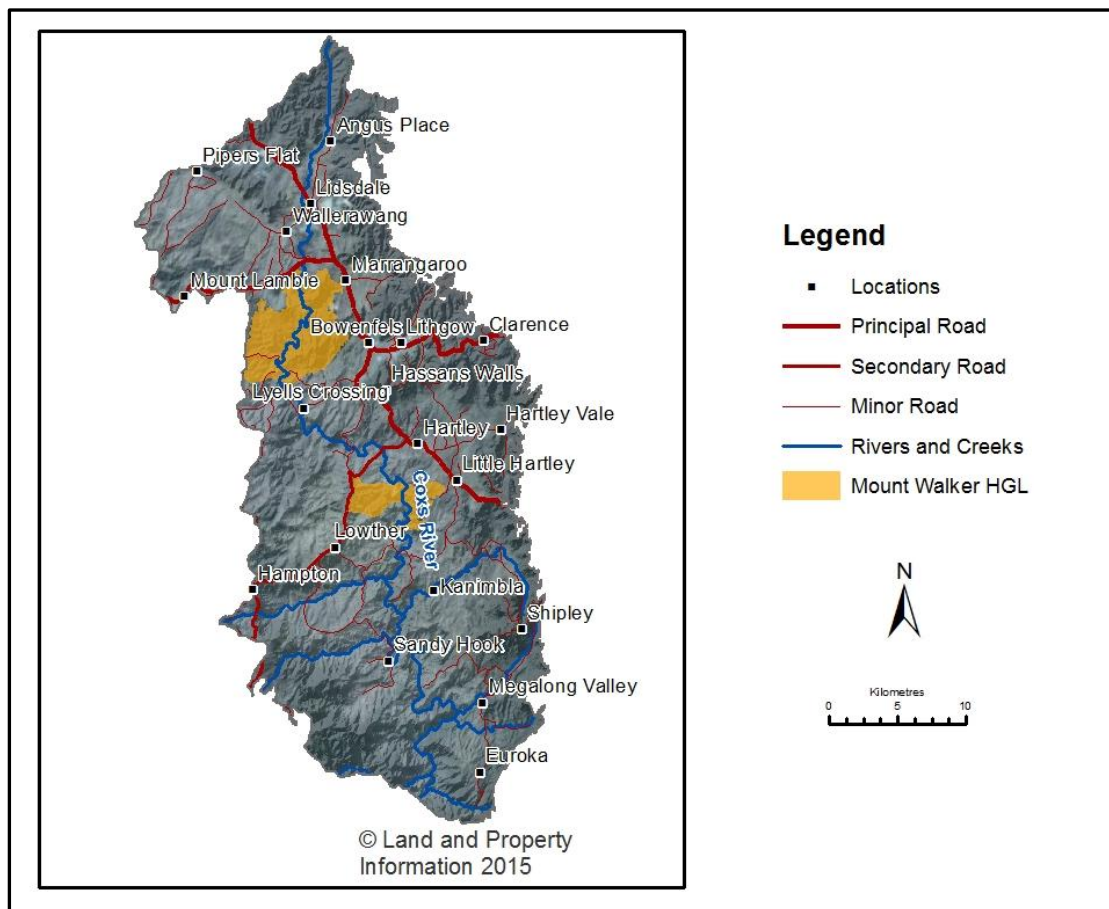 Angus Place
Pipers Flat
Lidsdale
Wallerawang
Marrangaroo
Mount Lambie
Bowenfels
Lithgow
Clarence
Hassans Walls
Lyells Crossing
Hartley Vale
Hartley
Little Hartley
Coxs River
Lowther
Hampton
Kanimbla
Shipley
Sandy Hook
Megalong Valley
Euroka
© Land and Property
Information 2015
Legend
Locations
Principal Road
Secondary Road
Minor Road
Rivers and Creeks
Mount Walker HGL
N
Kilometres
0 5 10